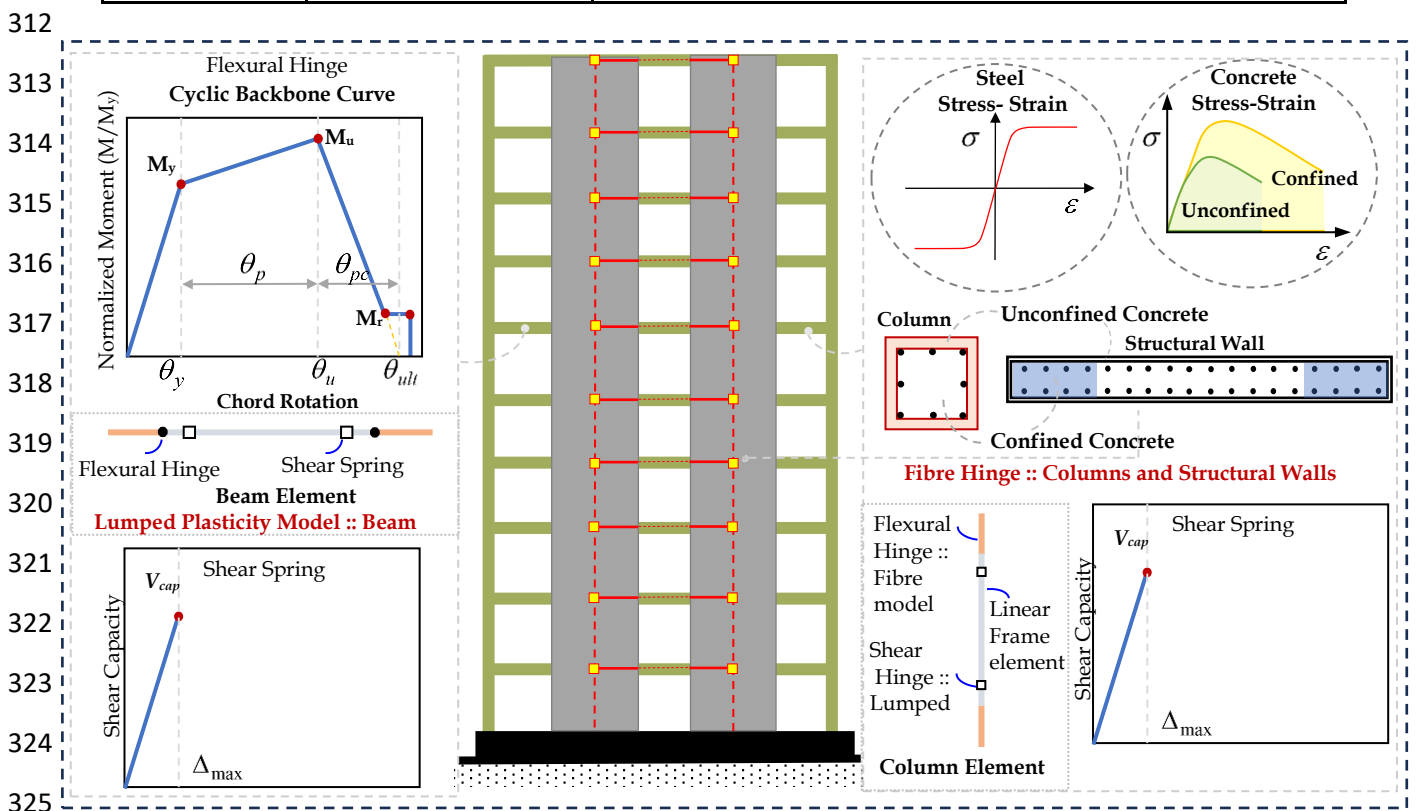 312
313
314
315
316
317
318
319
320
321
322
323
324
325
Flexural Hinge
Cyclic Backbone Curve
Normalized Moment (M/My)
My
Mu
Mr
θp
θpc
θy
θu
θult
Chord Rotation
Flexural Hinge
Shear Spring
Beam Element
Lumped Plasticity Model :: Beam
Shear Spring
Vcap
Shear Capacity
Δmax
Steel
Stress- Strain
σ
ε
Concrete
Stress-Strain
σ
Confined
Unconfined
ε
Column
Unconfined Concrete
Structural Wall
Confined Concrete
Fibre Hinge :: Columns and Structural Walls
Flexural
Hinge ::
Fibre
model
Linear
Frame
element
Shear
Hinge ::
Lumped
Column Element
Shear Spring
Vcap
Shear Capacity
Δmax